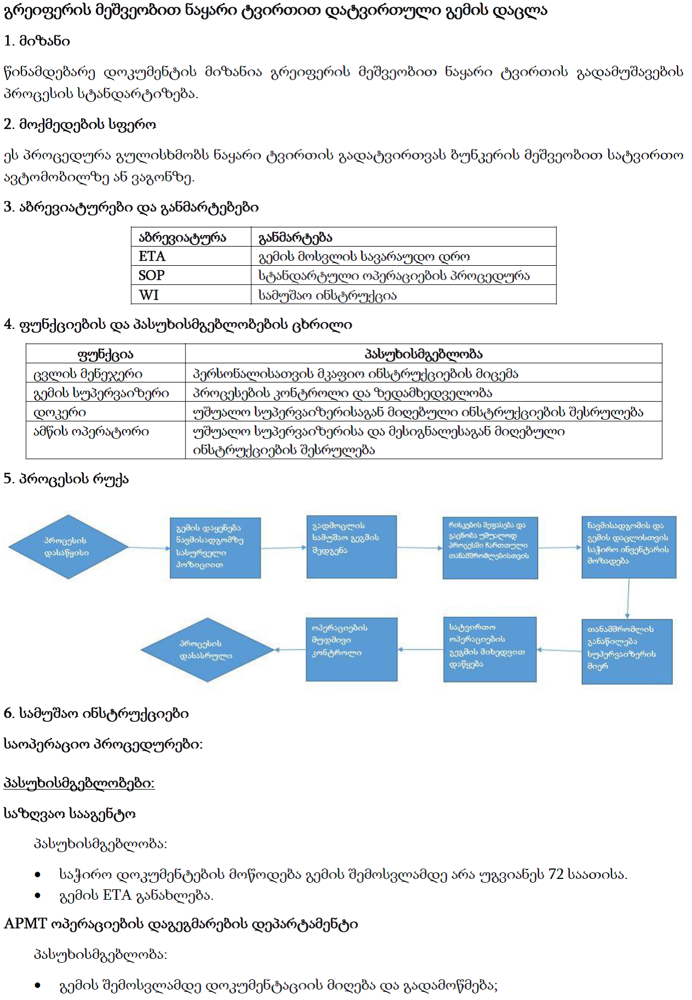 გრეიფერის მეშვეობით ნაყარი ტვირთით დატვირთული გემის დაცლა
1. მიზანი
წინამდებარე დოკუმენტის მიზანია გრეიფერის მეშვეობით ნაყარი ტვირთის გადამუშავების
პროცესის სტანდარტიზება.
2. მოქმედების სფერო
ეს პროცედურა გულისხმობს ნაყარი ტვირთის გადატვირთვას ბუნკერის მეშვეობით სატვირთო
ავტომობილზე ან ვაგონზე.
3. აბრევიატურები და განმარტებები
აბრევიატურა განმარტება
ETA გემის მოსვლის სავარაუდო დრო
SOP სტანდარტული ოპერაციების პროცედურა
WI სამუშაო ინსტრუქცია
4. ფუნქციების და პასუხისმგებლობების ცხრილი
ფუნქცია პასუხისმგებლობა
ცვლის მენეჯერი პერსონალისათვის მკაფიო ინსტრუქციების მიცემა
გემის სუპერვაიზერი პროცესების კონტროლი და ზედამხედველობა
დოკერი უშუალო სუპერვაიზერისაგან მიღებული ინსტრუქციების შესრულება
ამწის ოპერატორი უშუალო სუპერვაიზერისა და მესიგნალესაგან მიღებული
ინსტრუქციების შესრულება
5. პროცესის რუქა
პროცესის
დასაწყისი
გემის დაყენება
ნავმისადგომზე
სასურველი
პოზიციით
გადმოცლის
სამუშაო გეგმის
შედგენა
რისკების შეფასება და
გაცნობა უშუალოდ
პროცესში ჩართთული
თანამშრომლებისთვის
ნავმისადგომის და
გემის დაცლისთვის
საჭირო ინვენტარის
მოზადება
თანამშრომლის
განაწილება
სუპერვაიზერის
მიერ
სატვირთო
ოპერაციების
გეგმის მიხედვით
დაწყება
ოპერაციების
მუდმივი
კონტროლი
პროცესის
დასასრული
6. სამუშაო ინსტრუქციები
საოპერაციო პროცედურები:
პასუხისმგებლობები:
საზღვაო სააგენტო
პასუხისმგებლობა:
• საჭირო დოკუმენტების მოწოდება გემის შემოსვლამდე არა უგვიანეს 72 საათისა.
• გემის ETA განახლება.
APMT ოპერაციების დაგეგმარების დეპარტამენტი
პასუხისმგებლობა:
• გემის შემოსვლამდე დოკუმენტაციის მიღება და გადამოწმება;